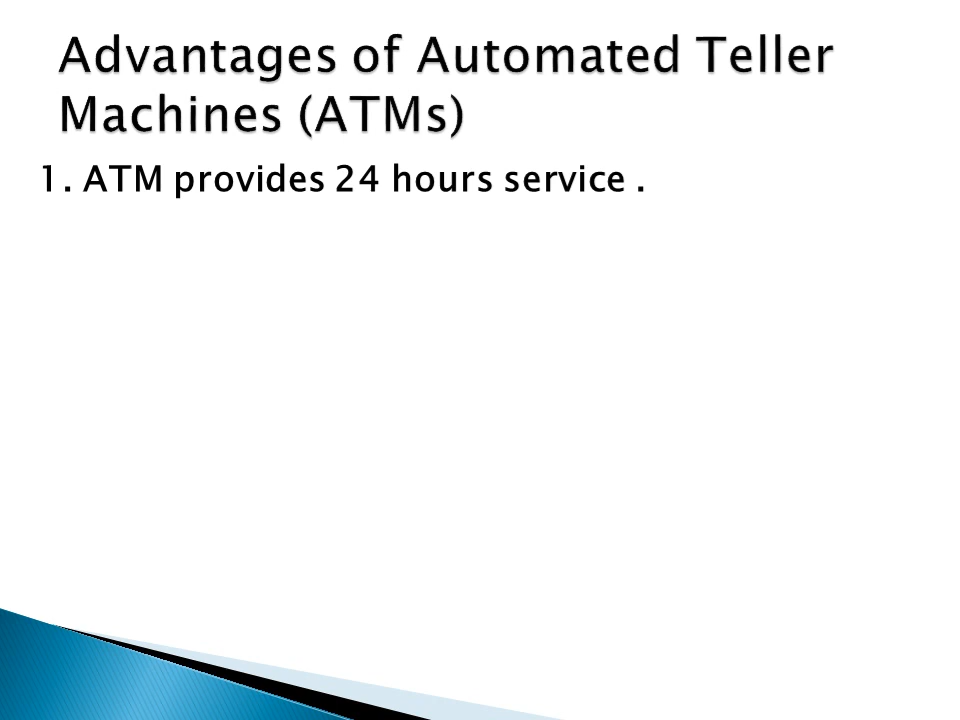 Advantages of Automated Teller
Machines (ATMs)
1. ATM provides 24 hours service .